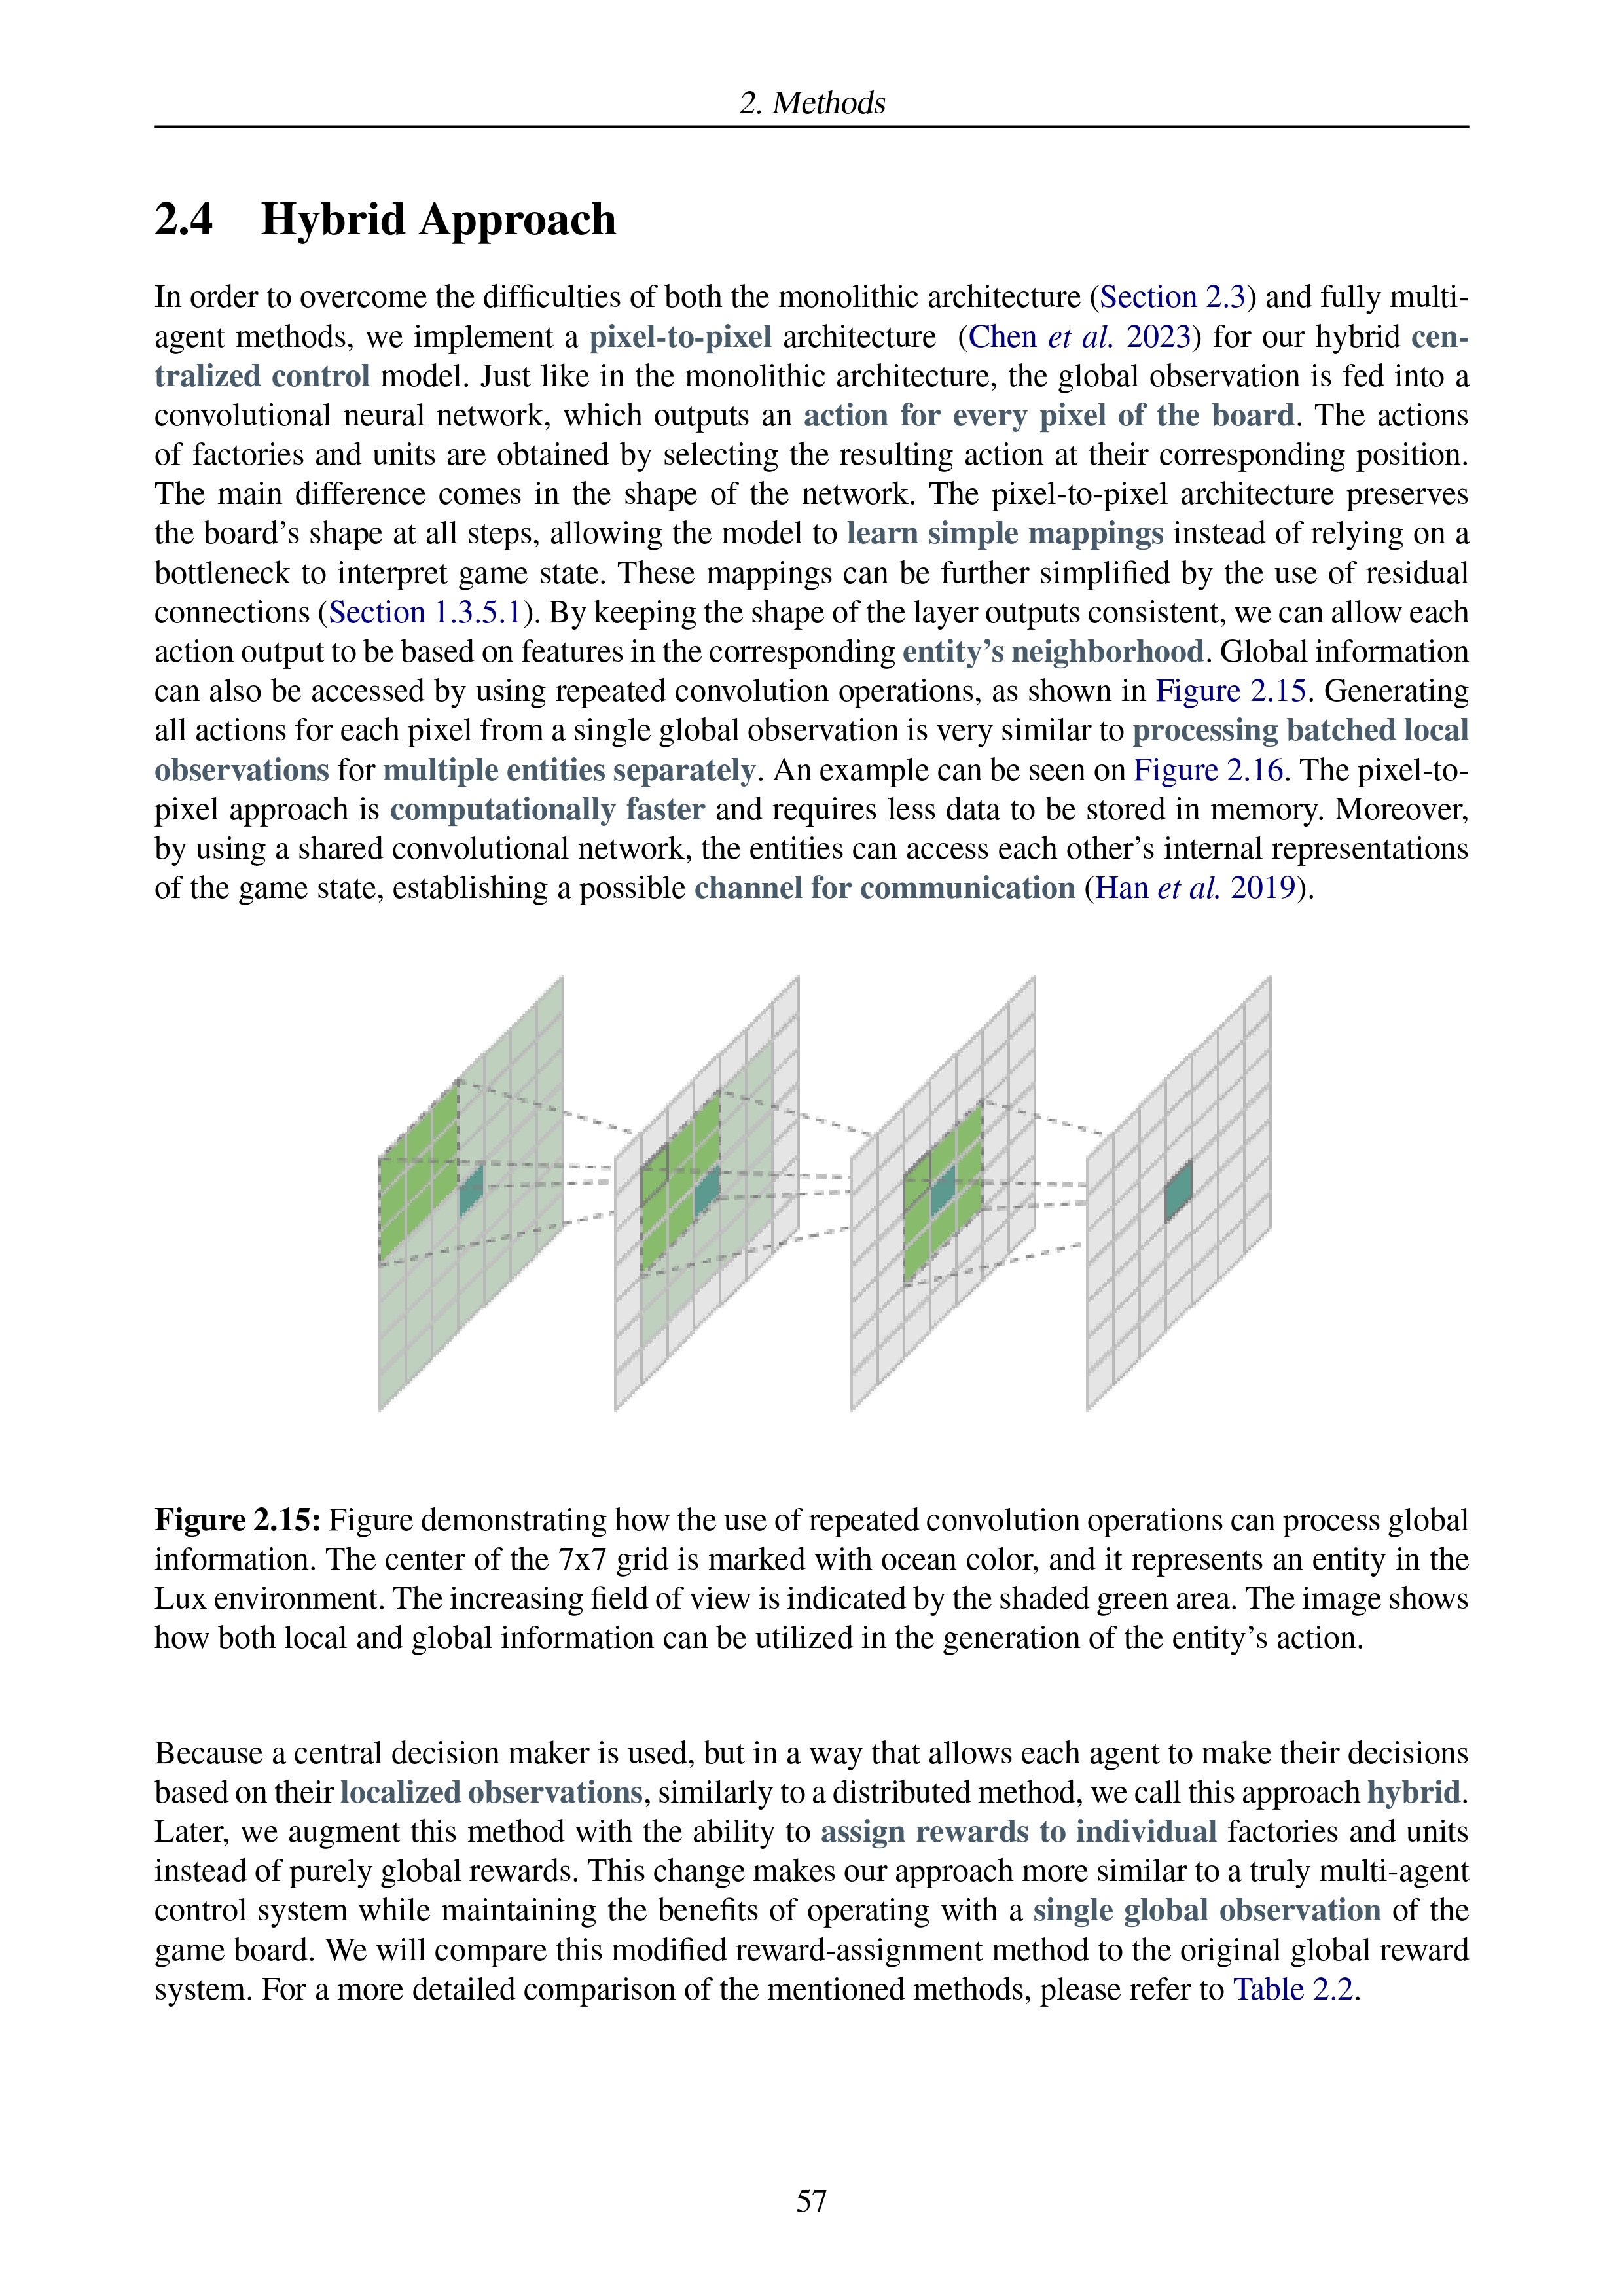 2. Methods
2.4 Hybrid Approach
In order to overcome the difficulties of both the monolithic architecture (Section 2.3) and fully multi-
agent methods, we implement a pixel-to-pixel architecture (Chen et al. 2023) for our hybrid cen-
tralized control model. Just like in the monolithic architecture, the global observation is fed into a
convolutional neural network, which outputs an action for every pixel of the board. The actions
of factories and units are obtained by selecting the resulting action at their corresponding position.
The main difference comes in the shape of the network. The pixel-to-pixel architecture preserves
the board's shape at all steps, allowing the model to learn simple mappings instead of relying on a
bottleneck to interpret game state. These mappings can be further simplified by the use of residual
connections (Section 1.3.5.1). By keeping the shape of the layer outputs consistent, we can allow each
action output to be based on features in the corresponding entity's neighborhood. Global information
can also be accessed by using repeated convolution operations, as shown in Figure 2.15. Generating
all actions for each pixel from a single global observation is very similar to processing batched local
observations for multiple entities separately. An example can be seen on Figure 2.16. The pixel-to-
pixel approach is computationally faster and requires less data to be stored in memory. Moreover,
by using a shared convolutional network, the entities can access each other's internal representations
of the game state, establishing a possible channel for communication (Han et al. 2019).
Figure 2.15: Figure demonstrating how the use of repeated convolution operations can process global
information. The center of the 7x7 grid is marked with ocean color, and it represents an entity in the
Lux environment. The increasing field of view is indicated by the shaded green area. The image shows
how both local and global information can be utilized in the generation of the entity's action.
Because a central decision maker is used, but in a way that allows each agent to make their decisions
based on their localized observations, similarly to a distributed method, we call this approach hybrid.
Later, we augment this method with the ability to assign rewards to individual factories and units
instead of purely global rewards. This change makes our approach more similar to a truly multi-agent
control system while maintaining the benefits of operating with a single global observation of the
game board. We will compare this modified reward-assignment method to the original global reward
system. For a more detailed comparison of the mentioned methods, please refer to Table 2.2.
57